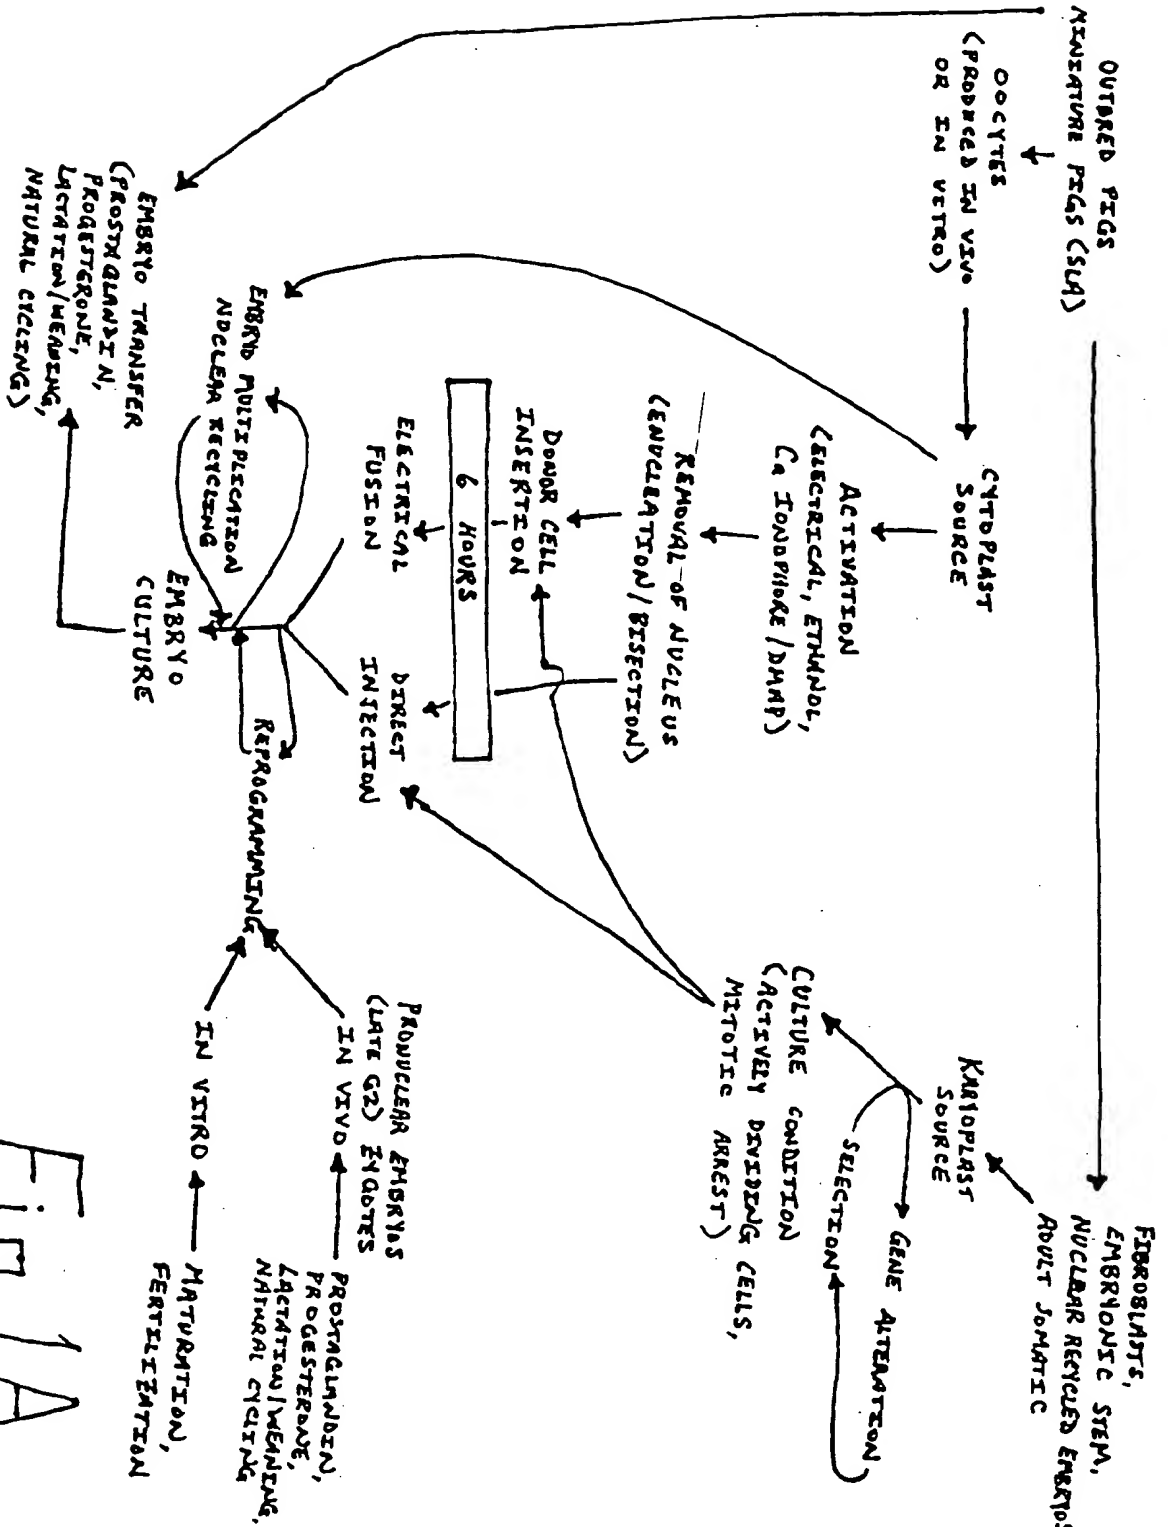 OUTBRED PIGS
MINIATURE PIGS (SLA)
OOCYTES
(PRODUCED IN VIVO
OR IN VITRO)
CYTOPLAST
SOURCE
ACTIVATION
(ELECTRICAL, ETHANOL,
Ca IONOPHORE/DMAP)
REMOVAL OF NUCLEUS
(ENUCLEATION/BISECTION)
DONOR CELL
INSERTION
6 HOURS
ELECTRICAL
FUSION
DIRECT
INJECTION
EMBRYO MULTIPLICATION
NUCLEAR RECYCLING
EMBRYO
CULTURE
EMBRYO TRANSFER
(PROSTAGLANDIN,
PROGESTERONE,
LACTATION/WEANING,
NATURAL CYCLING)
FIBROBLASTS,
EMBRYONIC STEM,
NUCLEAR RECYCLED EMBRYOS
ADULT SOMATIC
KARYOPLAST
SOURCE
GENE ALTERATION
SELECTION
CULTURE CONDITION
(ACTIVELY DIVIDING CELLS,
MITOTIC ARREST)
REPROGRAMMING
PRONUCLEAR EMBRYOS
(LATE G2) ZYGOTES
IN VIVO
PROSTAGLANDIN,
PROGESTERONE,
LACTATION/WEANING,
NATURAL CYCLING
IN VITRO
MATURATION,
FERTILIZATION
Fig 1A